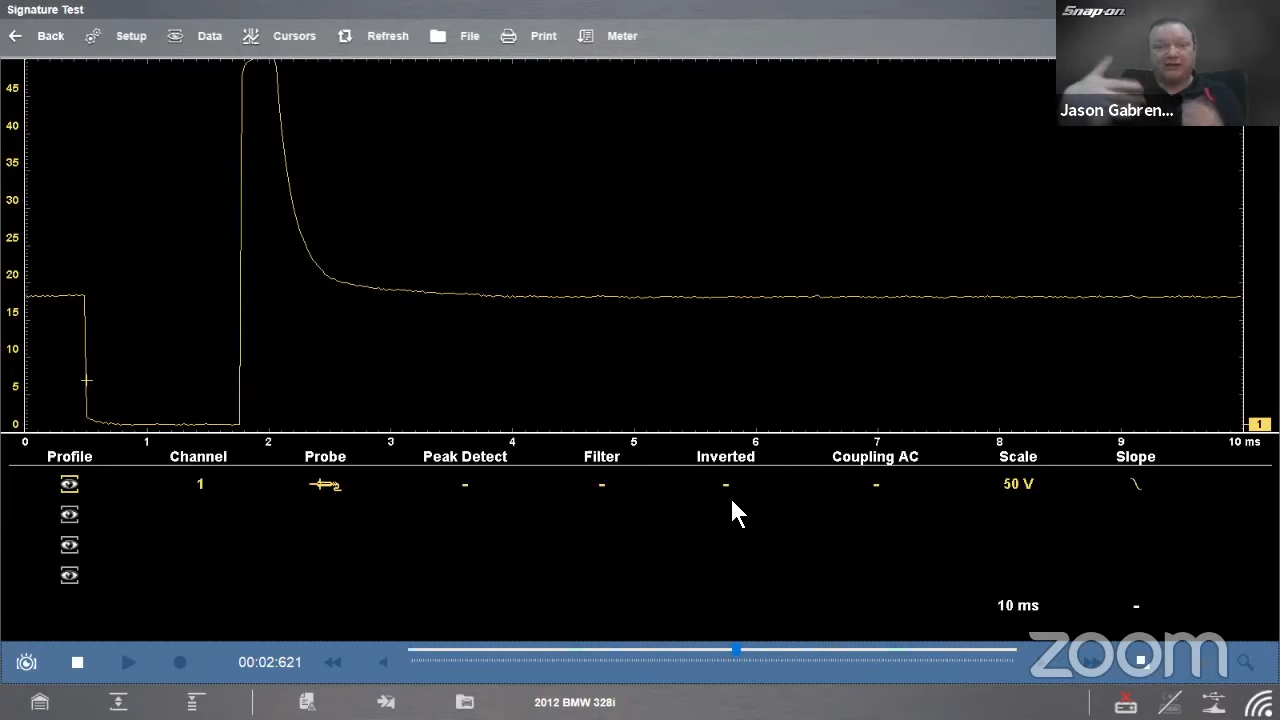 Signature Test
Back Setup Data Cursors Refresh File Print Meter
Snap-on
Jason Gabren...
45
40
35
30
25
20
15
10
5
0
1
0 1 2 3 4 5 6 7 8 9 10 ms
Profile Channel Probe Peak Detect Filter Inverted Coupling AC Scale Slope
1 - - - - 50 V
10 ms -
00:02:621
zoom
2012 BMW 328i